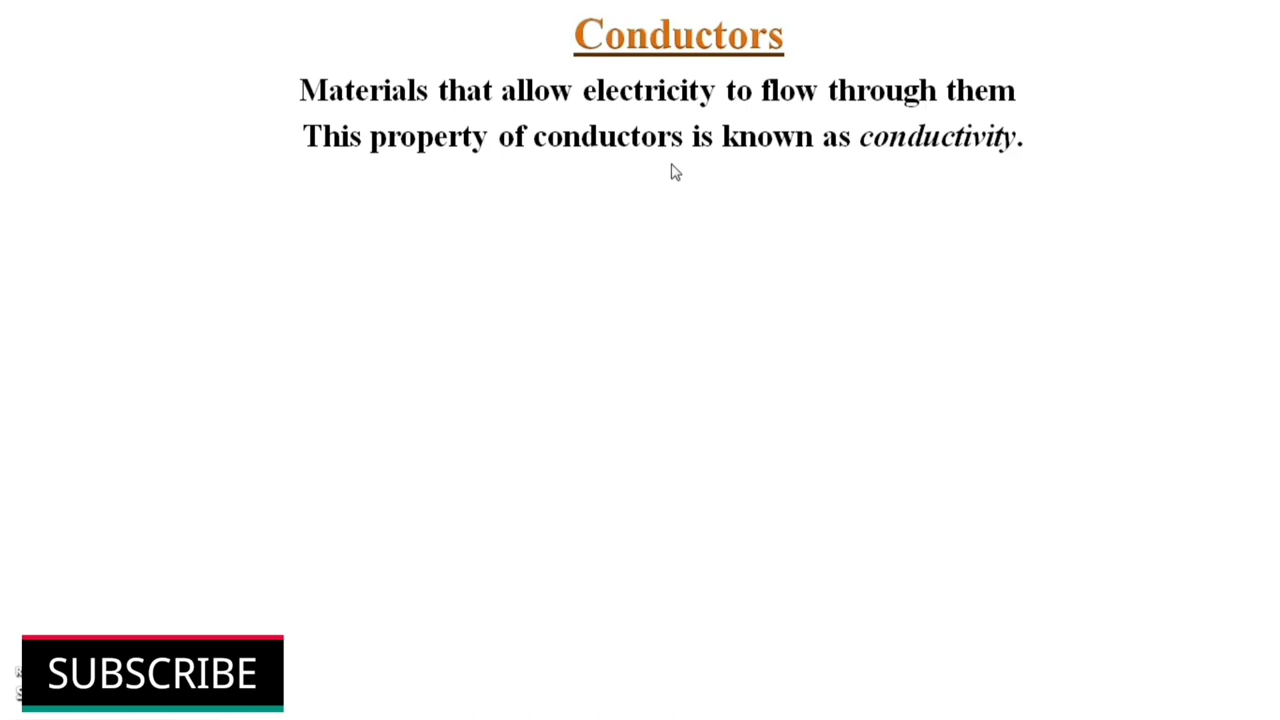 Conductors
Materials that allow electricity to flow through them
This property of conductors is known as conductivity.
SUBSCRIBE